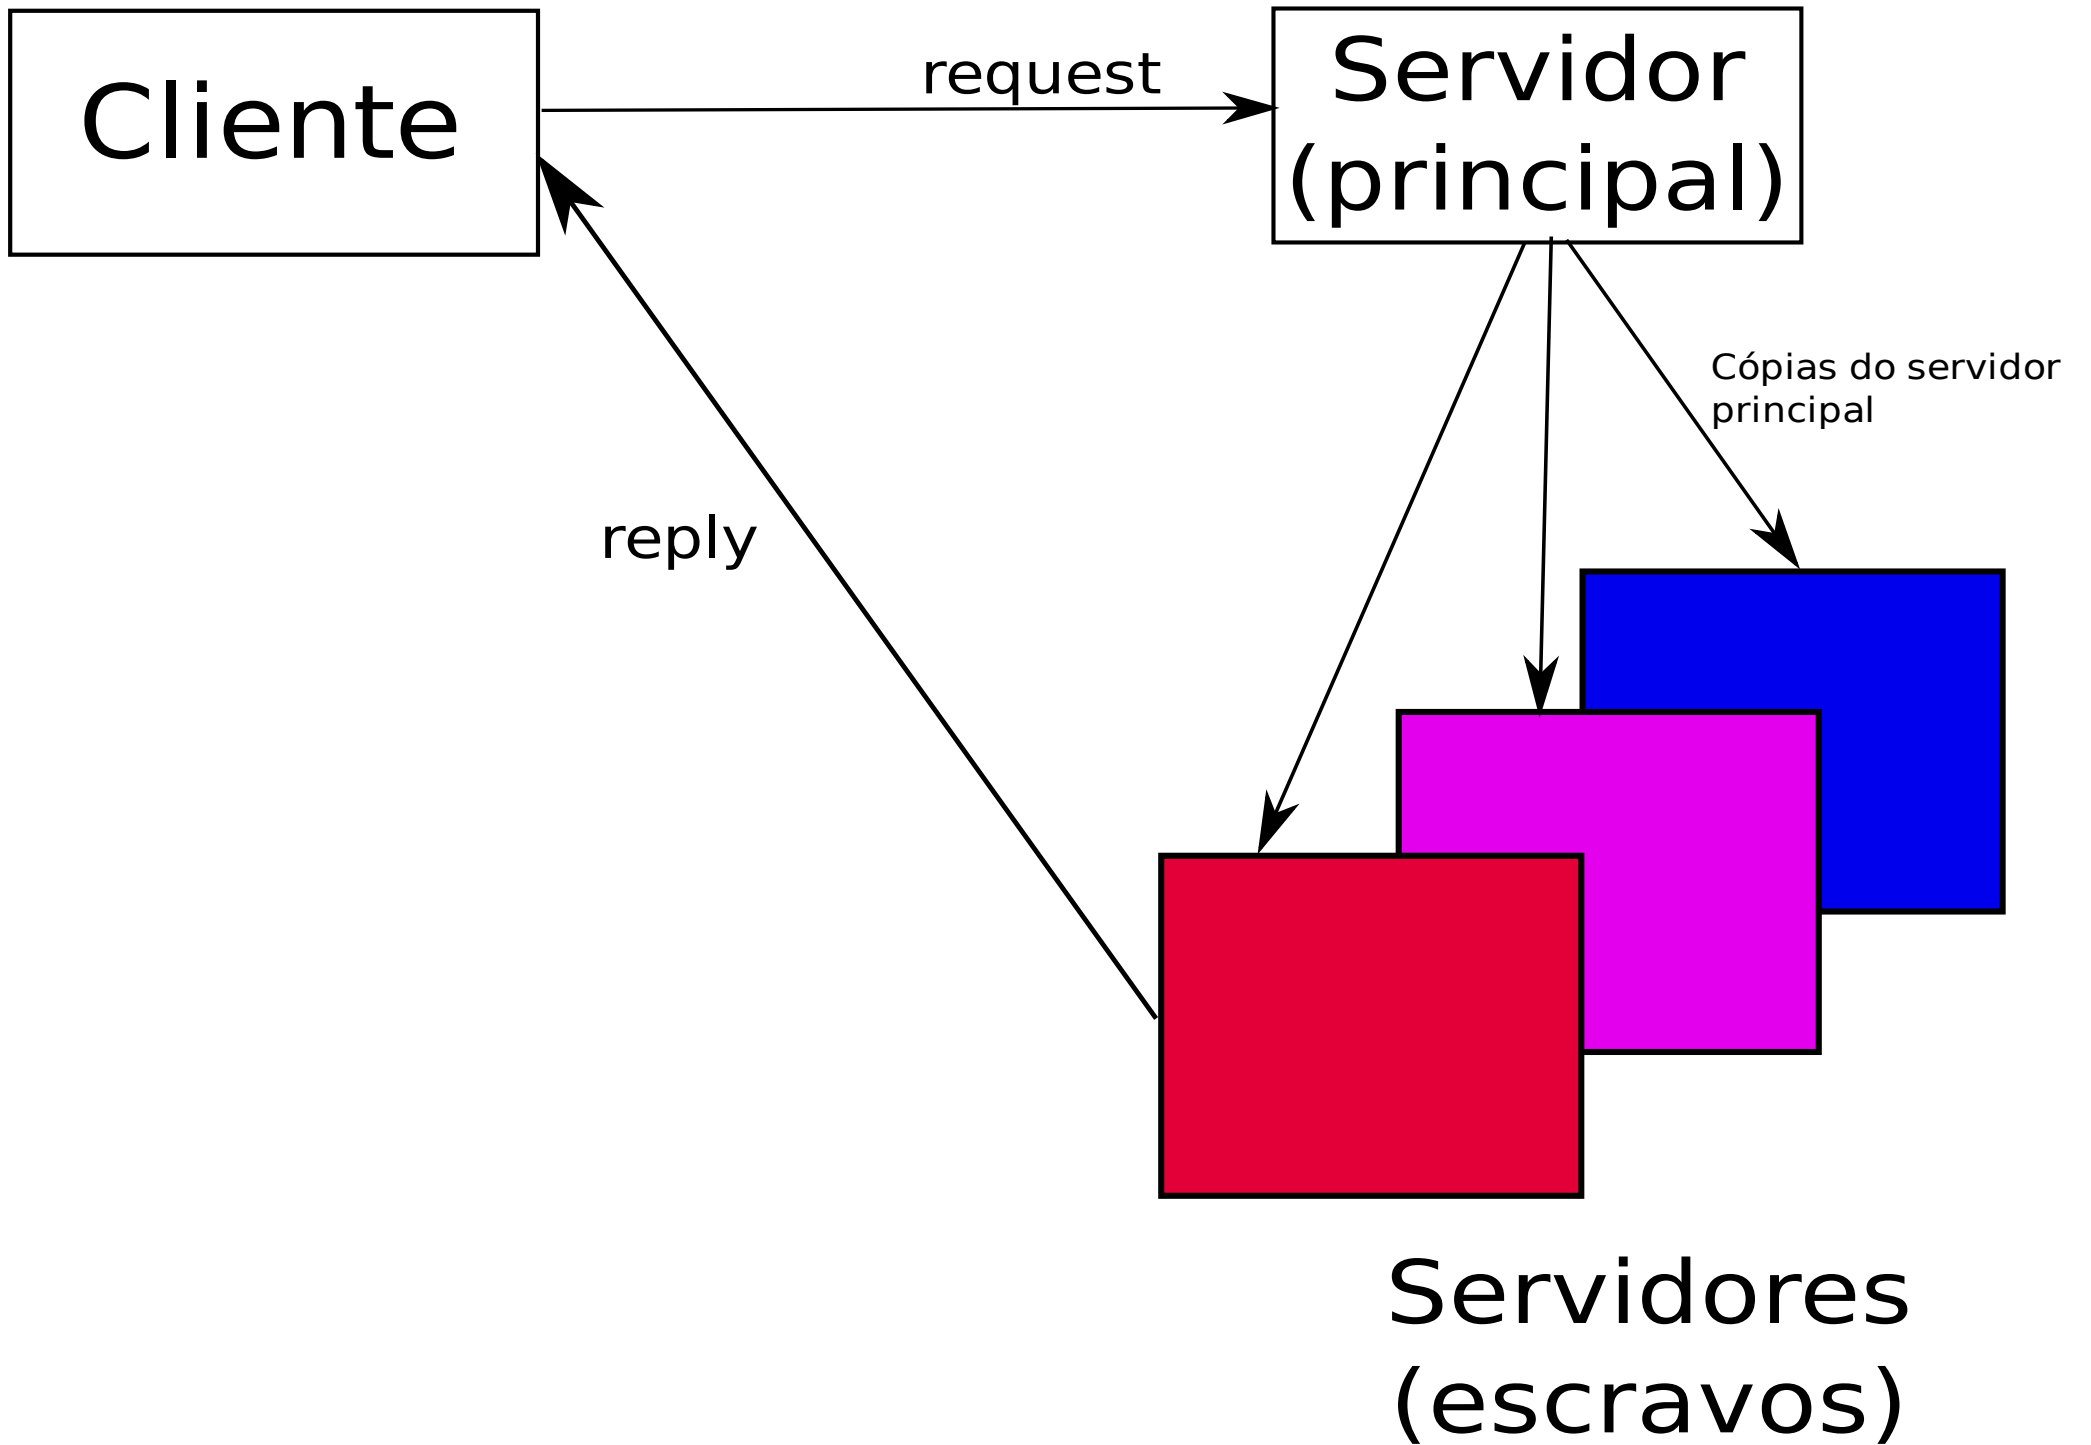 Cliente
request
Servidor
(principal)
Cópias do servidor
principal
reply
Servidores
(escravos)